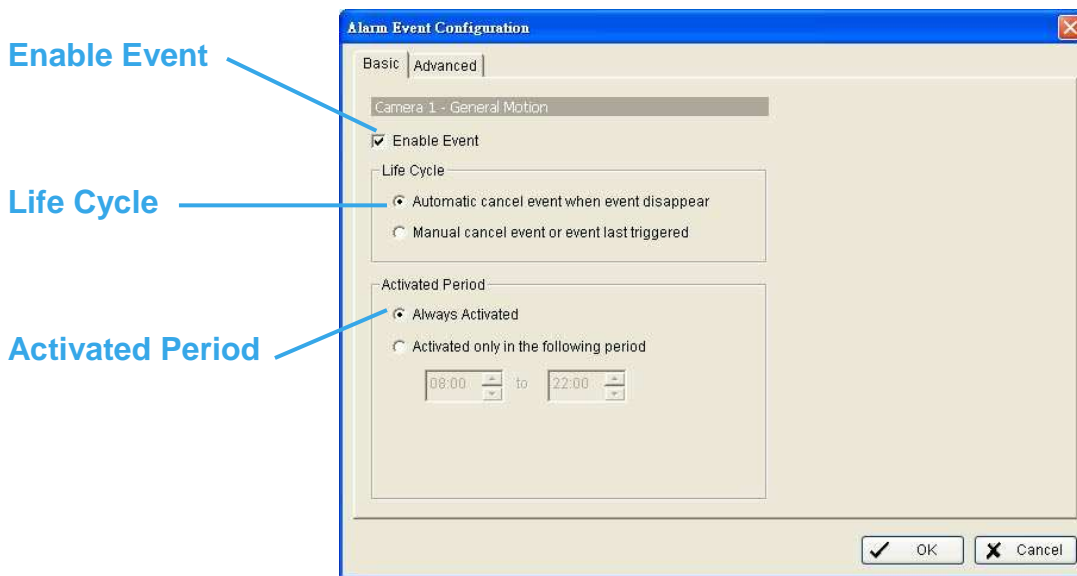 Alarm Event Configuration
Enable Event
Basic
Advanced
Camera 1 - General Motion
Enable Event
Life Cycle
Life Cycle
Automatic cancel event when event disappear
Manual cancel event or event last triggered
Activated Period
Always Activated
Activated Period
Activated only in the following period
08:00 to 22:00
OK
Cancel